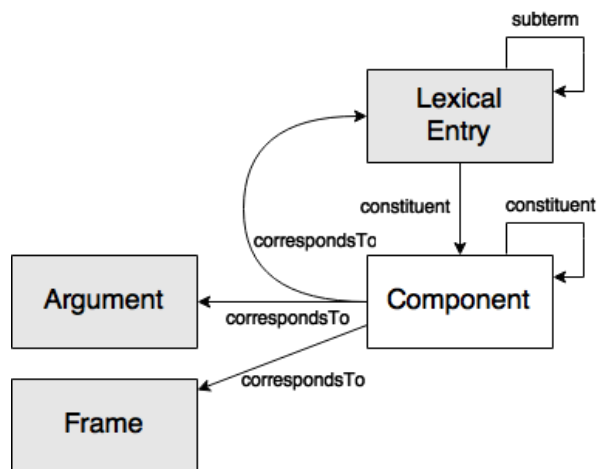 subterm
Lexical
Entry
constituent
constituent
correspondsTo
Argument
Component
correspondsTo
correspondsTo
Frame